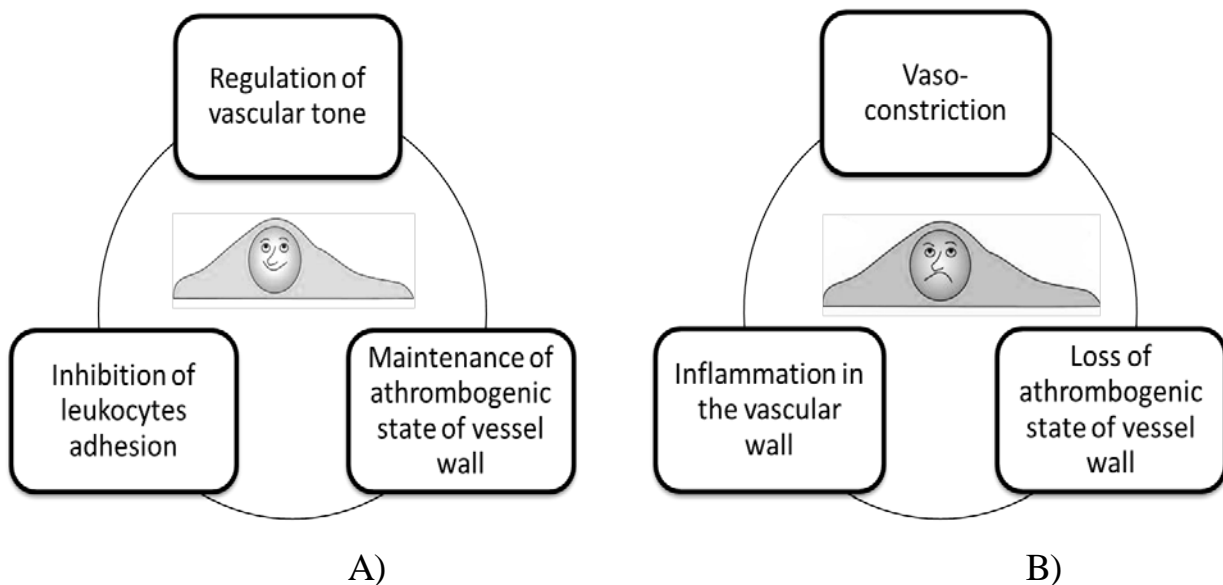 Regulation of
vascular tone
Inhibition of
leukocytes
adhesion
Maintenance of
athrombogenic
state of vessel
wall
A)
Vaso-
constriction
Inflammation in
the vascular
wall
Loss of
athrombogenic
state of vessel
wall
B)